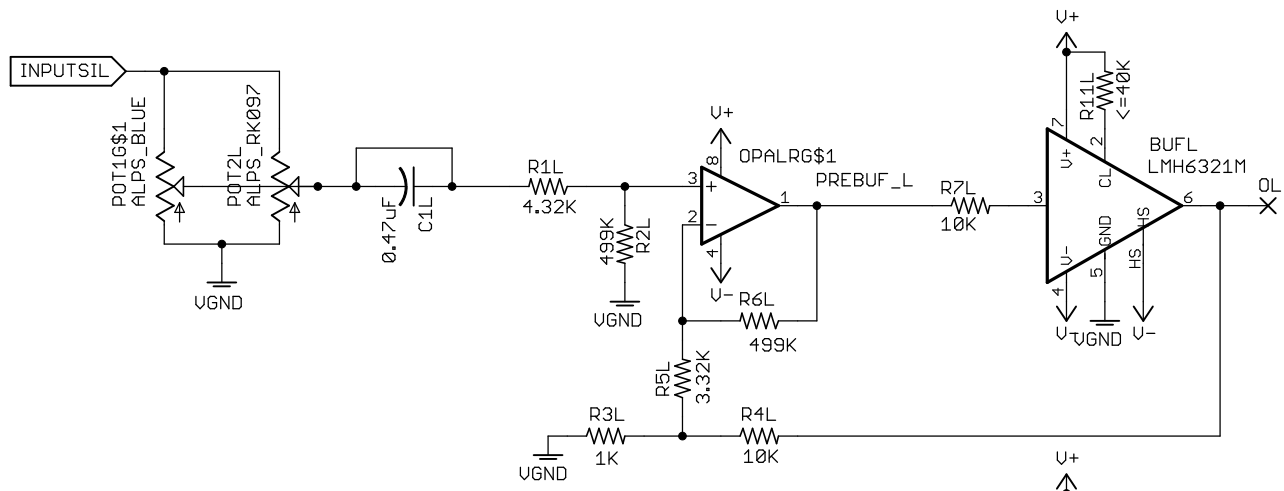 INPUTSIL
POT1G$1
ALPS_BLUE
POT2L
ALPS_RK097
VGND
0.47uF
C1L
R1L
4.32K
499K
R2L
VGND
V+
8
OPALRG$1
3
+
2
-
1
4
V-
PREBUF_L
R6L
499K
R5L
3.32K
R3L
1K
VGND
R4L
10K
R7L
10K
V+
R11L
<=40K
7
2
V+
CL
BUFL
LMH6321M
3
6
OL
V-
GND
HS
HS
4
5
V-
VGND
V-
V+